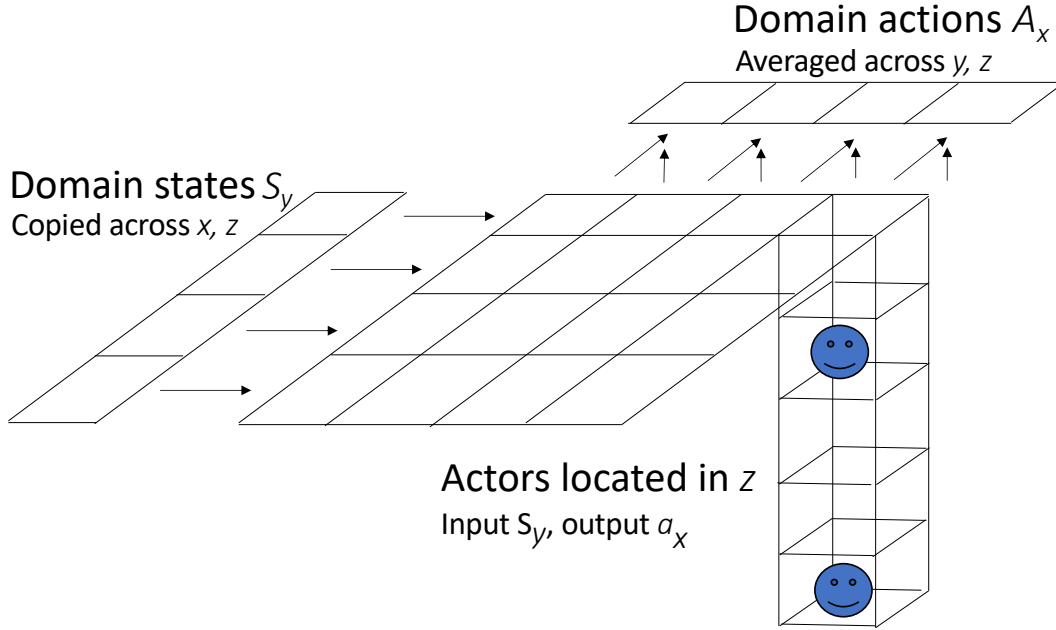 Domain actions A_x
Averaged across y, z
Domain states S_y
Copied across x, z
Actors located in z
Input S_y, output a_x